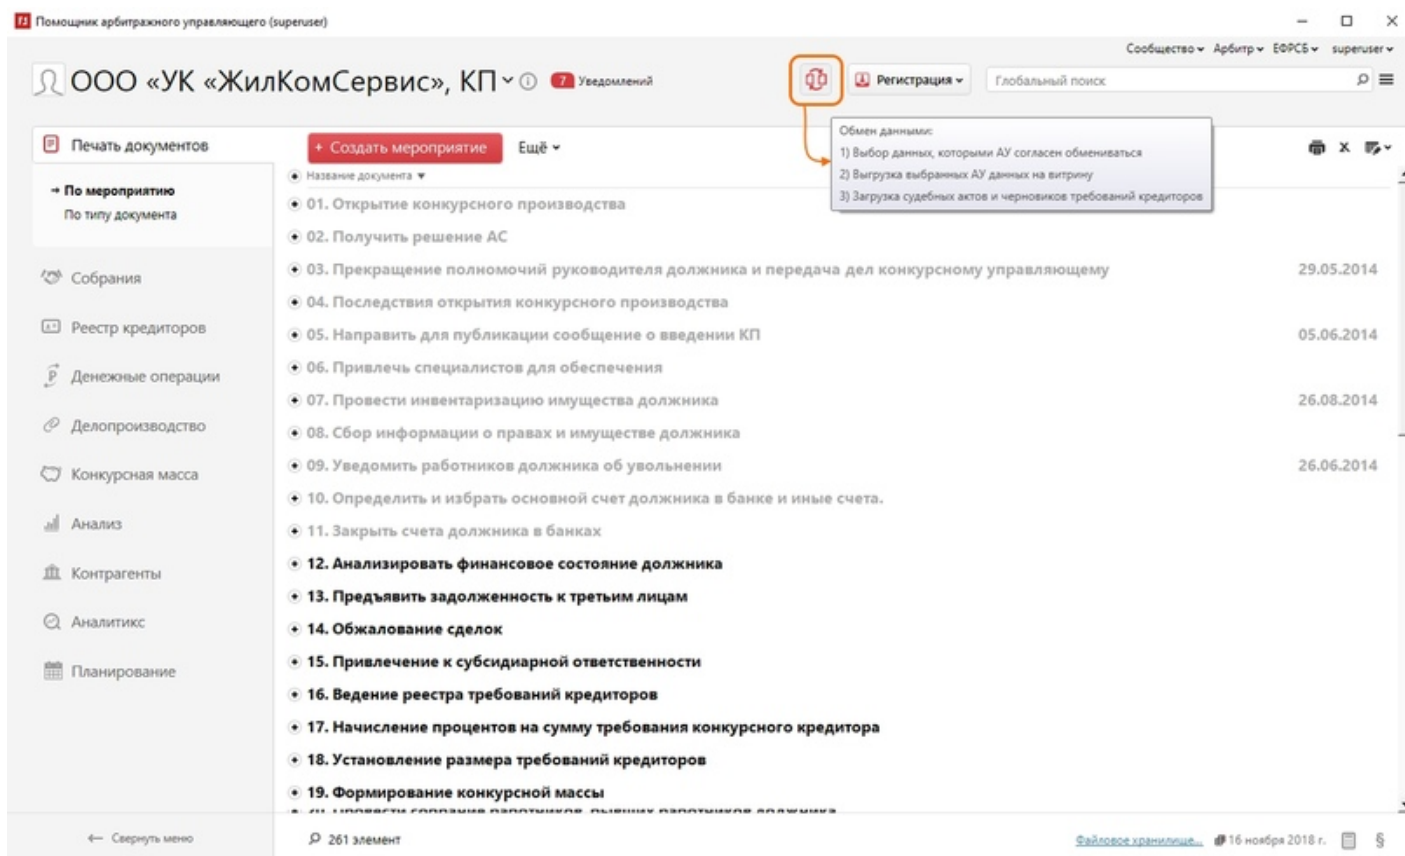 Помощник арбитражного управляющего (superuser)
Сообщество Арбитр ЕФРСБ superuser
ООО «УК «ЖилКомСервис», КП 7 Уведомлений
Регистрация
Глобальный поиск
Печать документов
+ Создать мероприятие Ещё
Обмен данными:
1) Выбор данных, которыми АУ согласен обмениваться
2) Выгрузка выбранных АУ данных на витрину
3) Загрузка судебных актов и черновиков требований кредиторов
→ По мероприятию
По типу документа
Собрания
Реестр кредиторов
Денежные операции
Делопроизводство
Конкурсная масса
Анализ
Контрагенты
Аналитикс
Планирование
Название документа
01. Открытие конкурсного производства
02. Получить решение АС
03. Прекращение полномочий руководителя должника и передача дел конкурсному управляющему 29.05.2014
04. Последствия открытия конкурсного производства
05. Направить для публикации сообщение о введении КП 05.06.2014
06. Привлечь специалистов для обеспечения
07. Провести инвентаризацию имущества должника 26.08.2014
08. Сбор информации о правах и имуществе должника
09. Уведомить работников должника об увольнении 26.06.2014
10. Определить и избрать основной счет должника в банке и иные счета.
11. Закрыть счета должника в банках
12. Анализировать финансовое состояние должника
13. Предъявить задолженность к третьим лицам
14. Обжалование сделок
15. Привлечение к субсидиарной ответственности
16. Ведение реестра требований кредиторов
17. Начисление процентов на сумму требования конкурсного кредитора
18. Установление размера требований кредиторов
19. Формирование конкурсной массы
← Свернуть меню
261 элемент
Файловое хранилище... # 16 ноября 2018 г. §